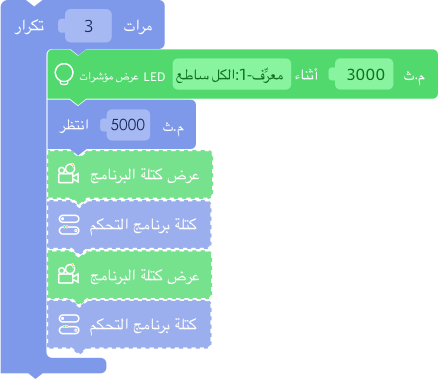 تكرار 3 مرات
LED عرض مؤشرات معرِّف-1:الكل ساطع أثناء 3000 م.ث
انتظر 5000 م.ث
عرض كتلة البرنامج
كتلة برنامج التحكم
عرض كتلة البرنامج
كتلة برنامج التحكم